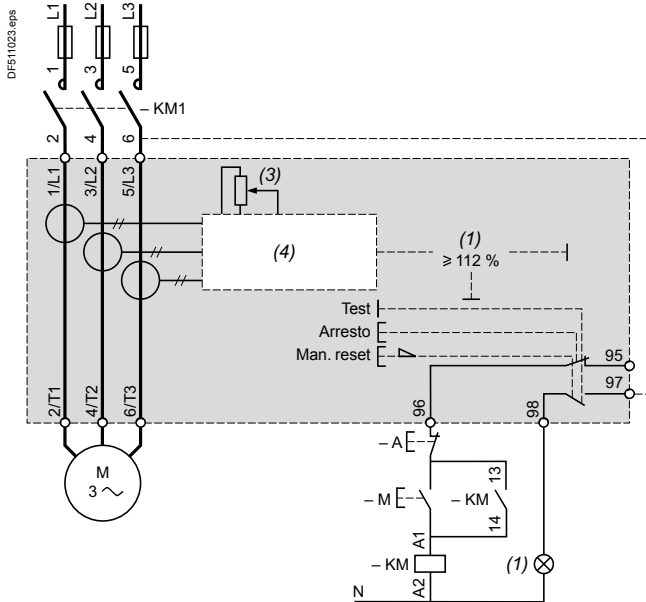 DF511023.eps
L1 L2 L3
1 3 5
– KM1
2 4 6
1/L1 3/L2 5/L3
(3)
(4)
(1)
⩾ 112 %
Test
Arresto
Man. reset
95
97
2/T1 4/T2 6/T3
96 98
– A
M
3
– M
– KM
13
14
A1
– KM
A2
(1)
N